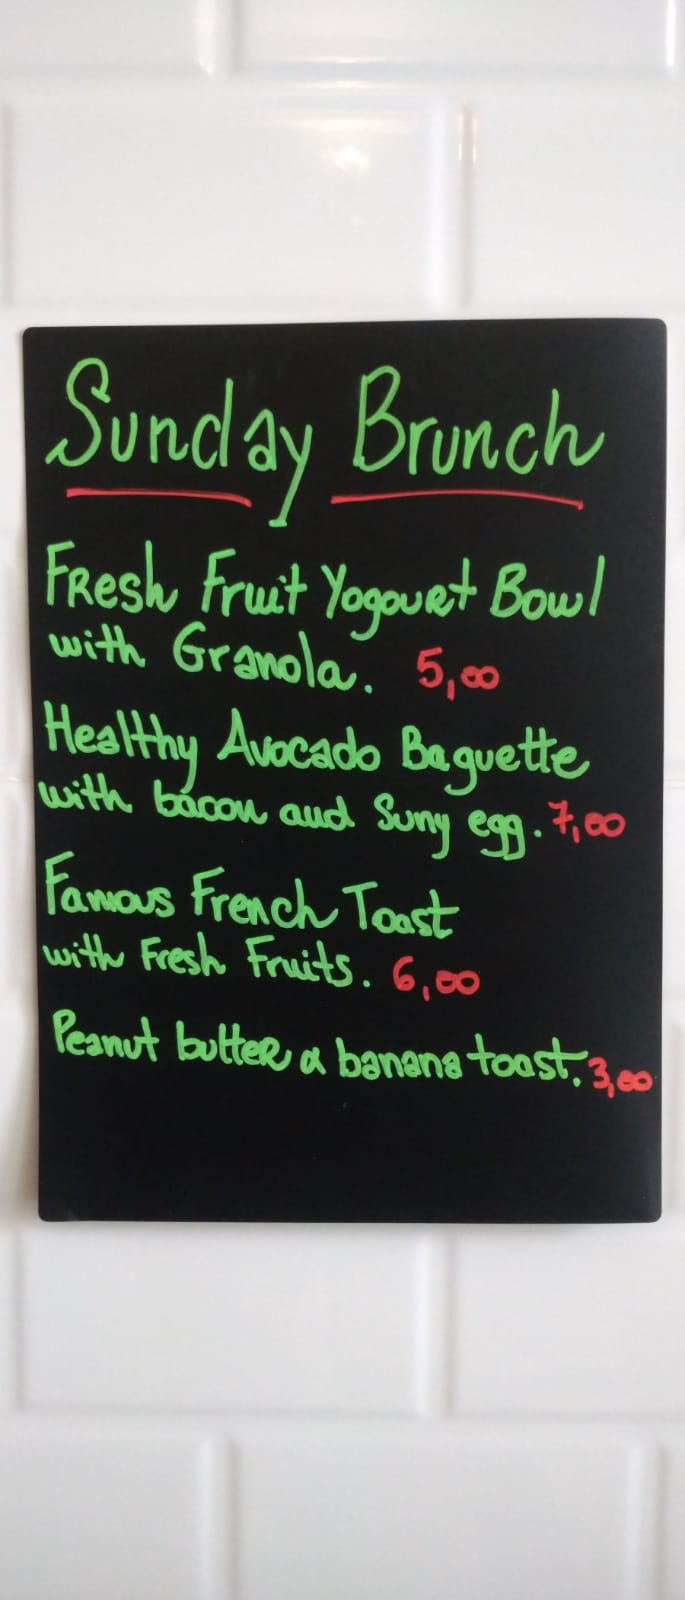 Sunday Brunch
Fresh Fruit Yogourt Bowl
with Granola. 5,00
Healthy Avocado Baguette
with bacon and Suny egg. 7,00
Famous French Toast
with Fresh Fruits. 6,00
Peanut butter & banana toast. 3,00